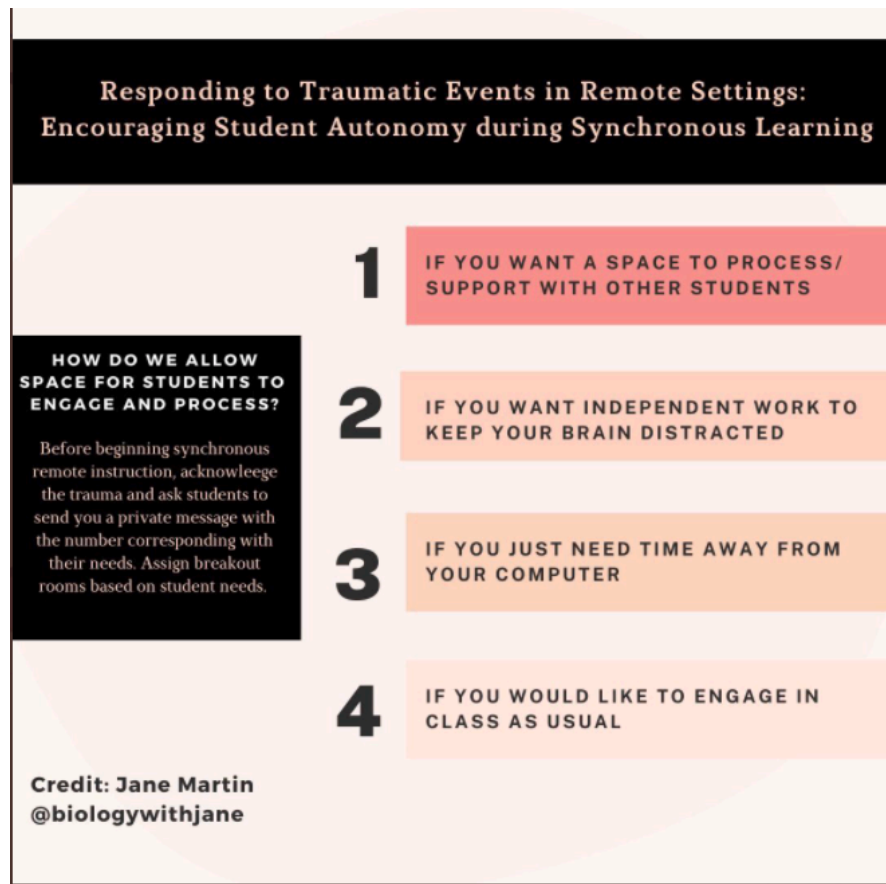 Responding to Traumatic Events in Remote Settings:
Encouraging Student Autonomy during Synchronous Learning
HOW DO WE ALLOW
SPACE FOR STUDENTS TO
ENGAGE AND PROCESS?
Before beginning synchronous
remote instruction, acknowleege
the trauma and ask students to
send you a private message with
the number corresponding with
their needs. Assign breakout
rooms based on student needs.
1
IF YOU WANT A SPACE TO PROCESS/
SUPPORT WITH OTHER STUDENTS
2
IF YOU WANT INDEPENDENT WORK TO
KEEP YOUR BRAIN DISTRACTED
3
IF YOU JUST NEED TIME AWAY FROM
YOUR COMPUTER
4
IF YOU WOULD LIKE TO ENGAGE IN
CLASS AS USUAL
Credit: Jane Martin
@biologywithjane